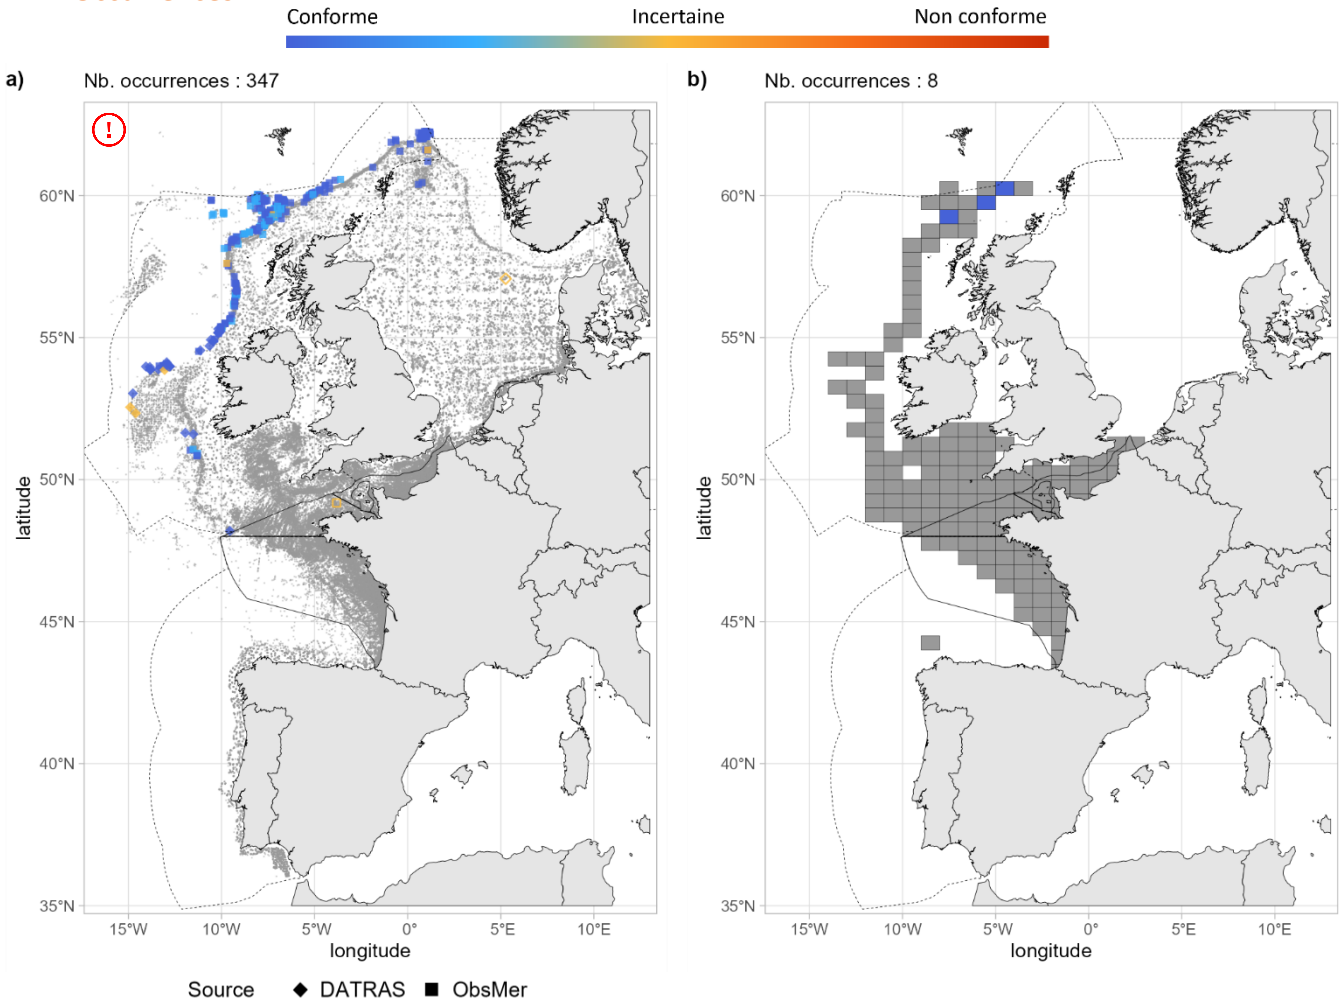 Conforme Incertaine Non conforme
a) Nb. occurrences : 347
b) Nb. occurrences : 8
!
60°N
55°N
50°N
45°N
40°N
35°N
latitude
15°W 10°W 5°W 0° 5°E 10°E
longitude
60°N
55°N
50°N
45°N
40°N
35°N
latitude
15°W 10°W 5°W 0° 5°E 10°E
longitude
Source DATRAS ObsMer